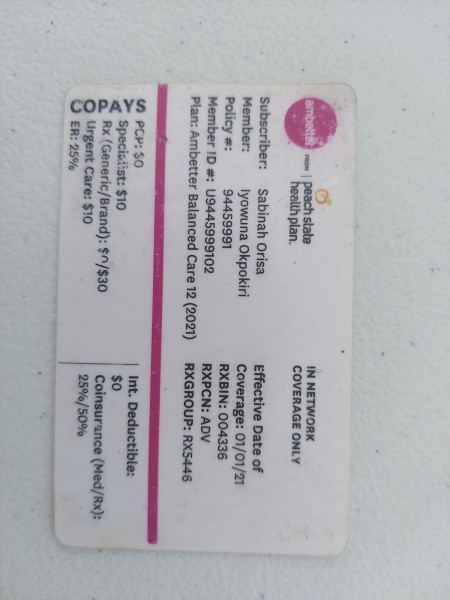 ambetter
FROM
peach state
health plan.
IN NETWORK
COVERAGE ONLY
Subscriber: Sabinah Orisa
Member: Iyowuna Okpokiri
Policy #: 94459991
Member ID #: U9445999102
Plan: Ambetter Balanced Care 12 (2021)
Effective Date of
Coverage: 01/01/21
RXBIN: 004336
RXPCN: ADV
RXGROUP: RX5446
COPAYS
PCP: $0
Specialist: $10
Rx (Generic/Brand): $0/$30
Urgent Care: $10
ER: 25%
Int. Deductible:
$0
Coinsurance (Med/Rx):
25%/50%